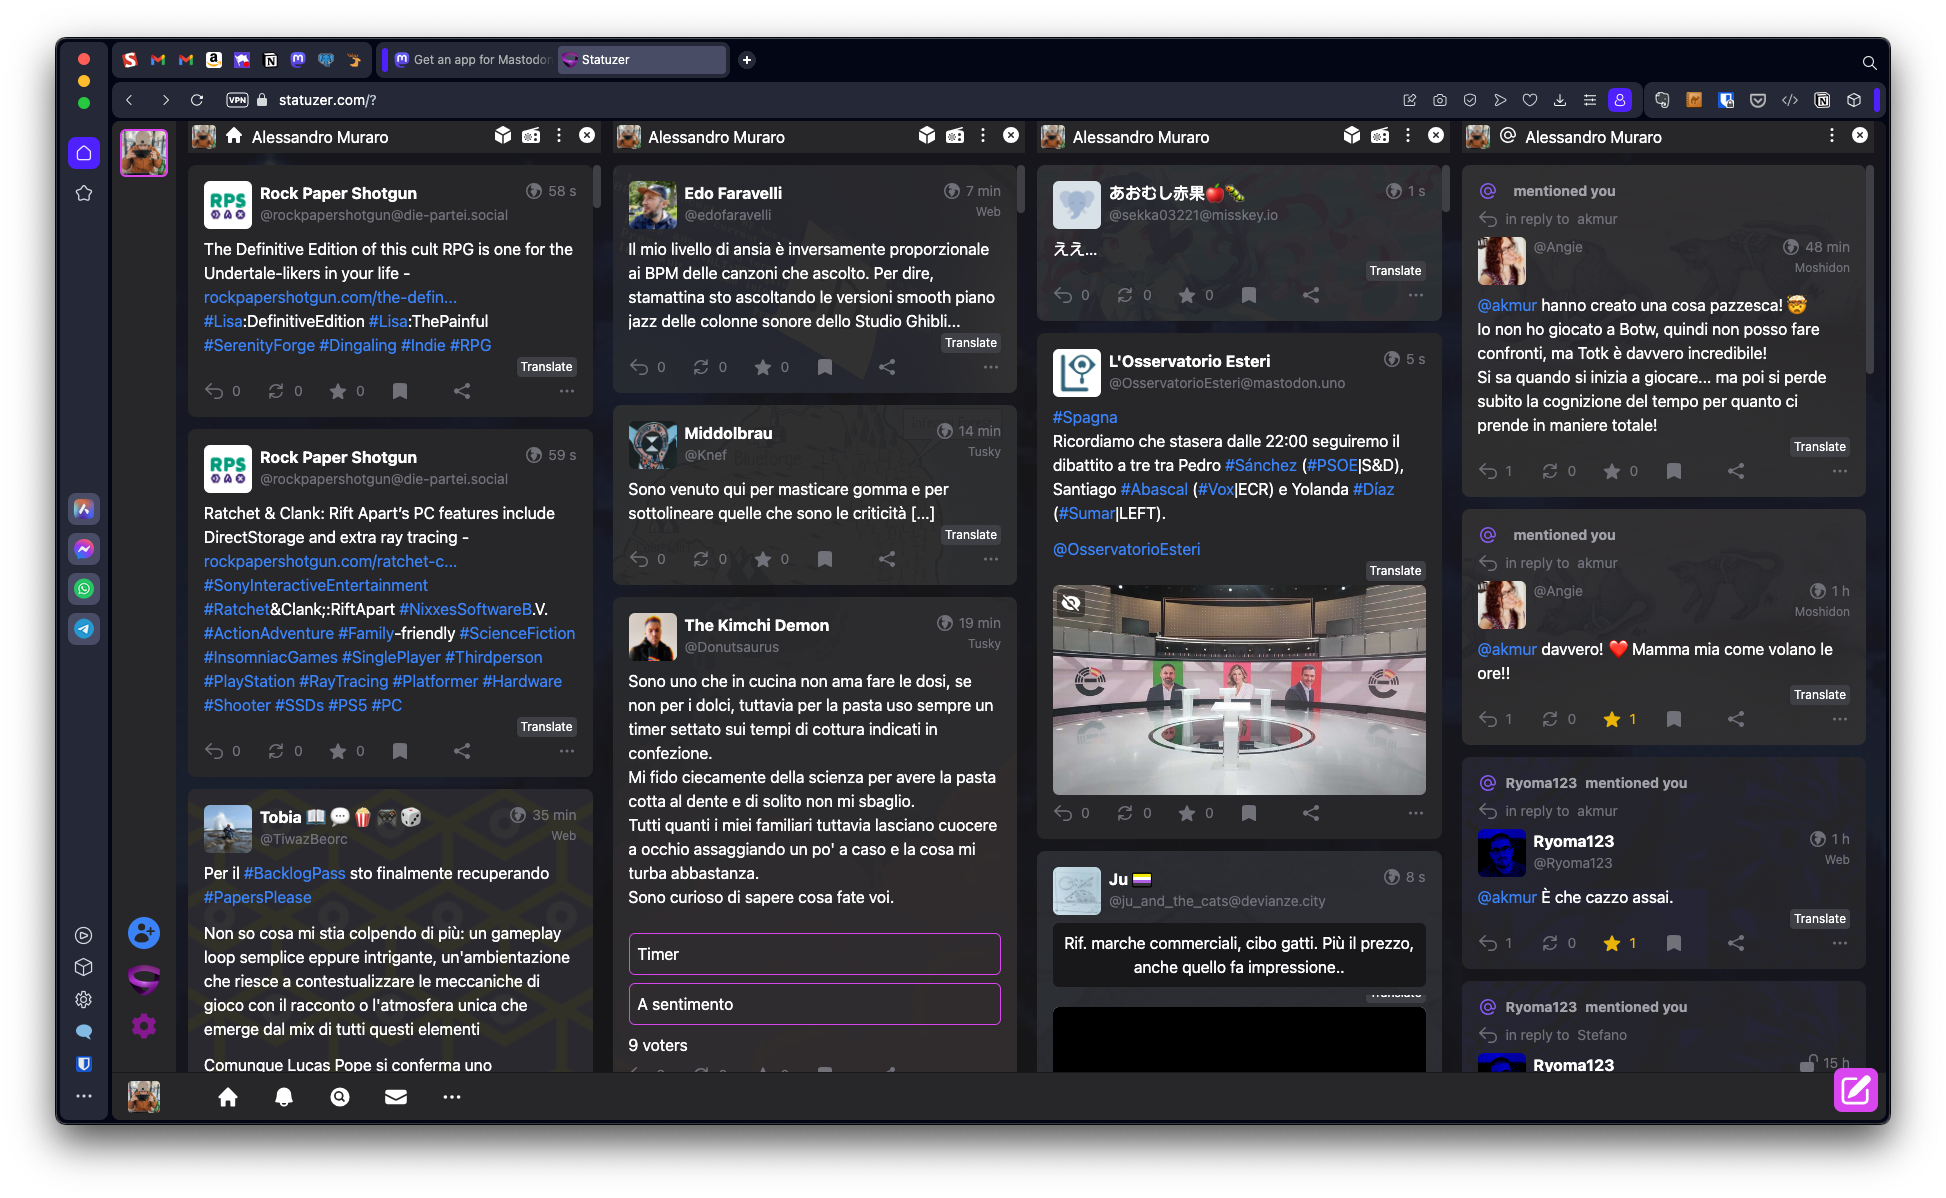 Get an app for Mastodon
Statuzer
VPN
statuzer.com/?
Alessandro Muraro
RPS
Rock Paper Shotgun
58 s
@rockpapershotgun@die-partei.social
The Definitive Edition of this cult RPG is one for the
Undertale-likers in your life -
rockpapershotgun.com/the-defin...
#Lisa:DefinitiveEdition #Lisa:ThePainful
#SerenityForge #Dingaling #Indie #RPG
Translate
0 0 0
RPS
Rock Paper Shotgun
59 s
@rockpapershotgun@die-partei.social
Ratchet & Clank: Rift Apart’s PC features include
DirectStorage and extra ray tracing -
rockpapershotgun.com/ratchet-c...
#SonyInteractiveEntertainment
#Ratchet&Clank;:RiftApart #NixxesSoftwareB.V.
#ActionAdventure #Family-friendly #ScienceFiction
#InsomniacGames #SinglePlayer #Thirdperson
#PlayStation #RayTracing #Platformer #Hardware
#Shooter #SSDs #PS5 #PC
Translate
0 0 0
Tobia 📖💬🍿🎮🎲
35 min
@TiwazBeorc
Web
Per il #BacklogPass sto finalmente recuperando
#PapersPlease
Non so cosa mi stia colpendo di più: un gameplay
loop semplice eppure intrigante, un'ambientazione
che riesce a contestualizzare le meccaniche di
gioco con il racconto o l'atmosfera unica che
emerge dal mix di tutti questi elementi
Comunque Lucas Pope si conferma uno
Alessandro Muraro
Edo Faravelli
7 min
@edofaravelli
Web
Il mio livello di ansia è inversamente proporzionale
ai BPM delle canzoni che ascolto. Per dire,
stamattina sto ascoltando le versioni smooth piano
jazz delle colonne sonore dello Studio Ghibli...
Translate
0 0 0
Middolbrau
14 min
@Knef
Tusky
Sono venuto qui per masticare gomma e per
sottolineare quelle che sono le criticità [...]
Translate
0 0 0
The Kimchi Demon
19 min
@Donutsaurus
Tusky
Sono uno che in cucina non ama fare le dosi, se
non per i dolci, tuttavia per la pasta uso sempre un
timer settato sui tempi di cottura indicati in
confezione.
Mi fido ciecamente della scienza per avere la pasta
cotta al dente e di solito non mi sbaglio.
Tutti quanti i miei familiari tuttavia lasciano cuocere
a occhio assaggiando un po' a caso e la cosa mi
turba abbastanza.
Sono curioso di sapere cosa fate voi.
Timer
A sentimento
9 voters
Alessandro Muraro
あおむし赤果🍎🐛
1 s
@sekka03221@misskey.io
ええ…
Translate
0 0 0
L'Osservatorio Esteri
5 s
@OsservatorioEsteri@mastodon.uno
#Spagna
Ricordiamo che stasera dalle 22:00 seguiremo il
dibattito a tre tra Pedro #Sánchez (#PSOE|S&D),
Santiago #Abascal (#Vox|ECR) e Yolanda #Díaz
(#Sumar|LEFT).
@OsservatorioEsteri
Translate
0 0 0
Ju
8 s
@ju_and_the_cats@devianze.city
Rif. marche commerciali, cibo gatti. Più il prezzo,
anche quello fa impressione..
Translate
Alessandro Muraro
mentioned you
in reply to akmur
@Angie
48 min
Moshidon
@akmur hanno creato una cosa pazzesca! 🤯
Io non ho giocato a Botw, quindi non posso fare
confronti, ma Totk è davvero incredibile!
Si sa quando si inizia a giocare... ma poi si perde
subito la cognizione del tempo per quanto ci
prende in maniere totale!
Translate
1 0 0
mentioned you
in reply to akmur
@Angie
1 h
Moshidon
@akmur davvero! ❤️ Mamma mia come volano le
ore!!
Translate
1 0 1
Ryoma123 mentioned you
in reply to akmur
Ryoma123
1 h
@Ryoma123
Web
@akmur È che cazzo assai.
Translate
1 0 1
Ryoma123 mentioned you
in reply to Stefano
Ryoma123
15 h